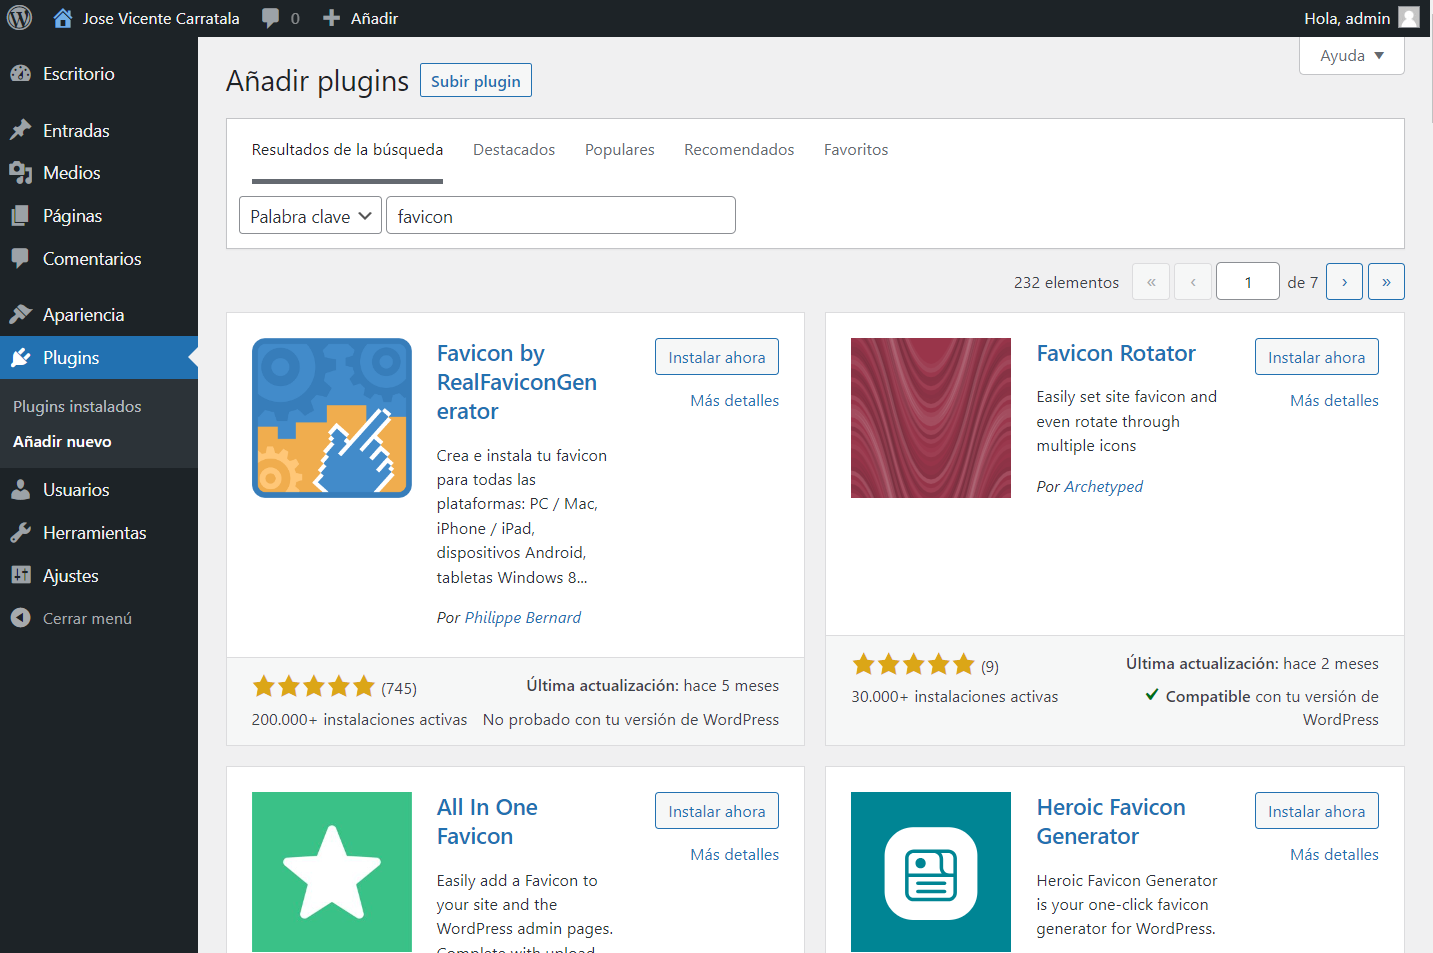 Jose Vicente Carratala
0
Añadir
Hola, admin
Escritorio
Entradas
Medios
Páginas
Comentarios
Apariencia
Plugins
Plugins instalados
Añadir nuevo
Usuarios
Herramientas
Ajustes
Cerrar menú
Ayuda
Añadir plugins
Subir plugin
Resultados de la búsqueda
Destacados
Populares
Recomendados
Favoritos
Palabra clave
favicon
232 elementos
«
‹
1
de 7
›
»
Favicon by
RealFaviconGen
erator
Instalar ahora
Más detalles
Crea e instala tu favicon
para todas las
plataformas: PC / Mac,
iPhone / iPad,
dispositivos Android,
tabletas Windows 8...
Por Philippe Bernard
(745)
200.000+ instalaciones activas
Última actualización: hace 5 meses
No probado con tu versión de WordPress
Favicon Rotator
Instalar ahora
Más detalles
Easily set site favicon and
even rotate through
multiple icons
Por Archetyped
(9)
30.000+ instalaciones activas
Última actualización: hace 2 meses
Compatible con tu versión de
WordPress
All In One
Favicon
Instalar ahora
Más detalles
Easily add a Favicon to
your site and the
WordPress admin pages.
Complete with upload
Heroic Favicon
Generator
Instalar ahora
Más detalles
Heroic Favicon Generator
is your one-click favicon
generator for WordPress.